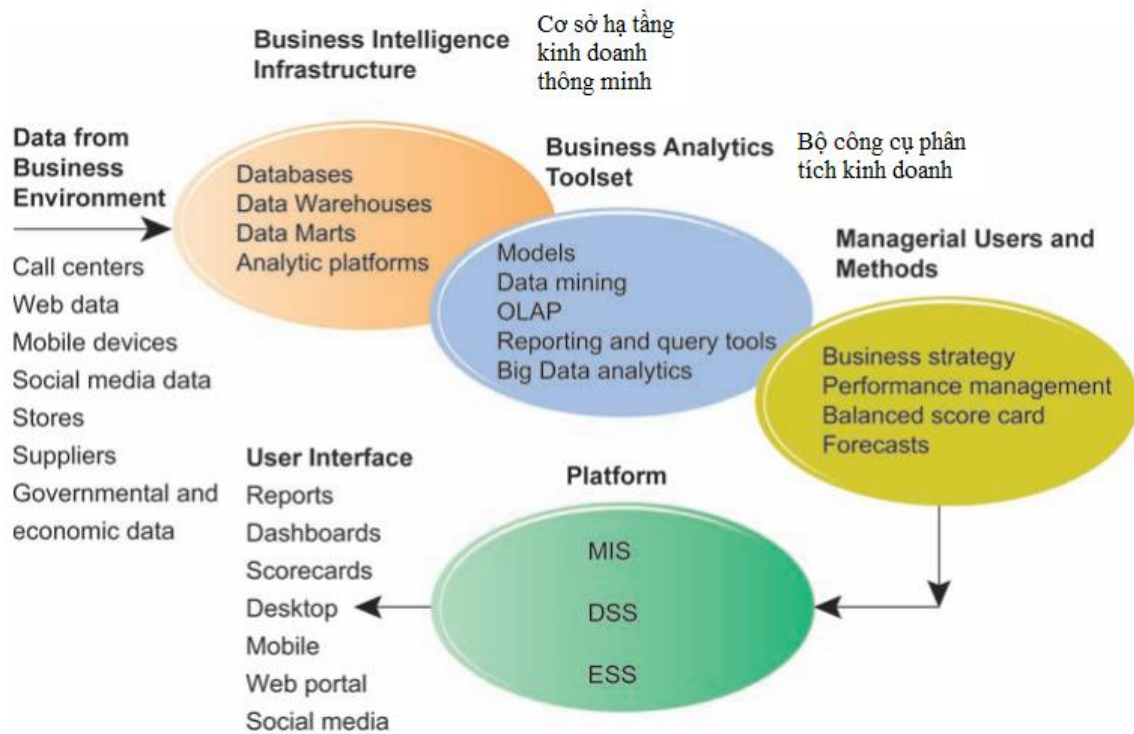 Business Intelligence
Infrastructure
Cơ sở hạ tầng
kinh doanh
thông minh
Data from
Business
Environment
Call centers
Web data
Mobile devices
Social media data
Stores
Suppliers
Governmental and
economic data
Databases
Data Warehouses
Data Marts
Analytic platforms
Business Analytics
Toolset
Bộ công cụ phân
tích kinh doanh
Models
Data mining
OLAP
Reporting and query tools
Big Data analytics
Managerial Users and
Methods
Business strategy
Performance management
Balanced score card
Forecasts
Platform
MIS
DSS
ESS
User Interface
Reports
Dashboards
Scorecards
Desktop
Mobile
Web portal
Social media